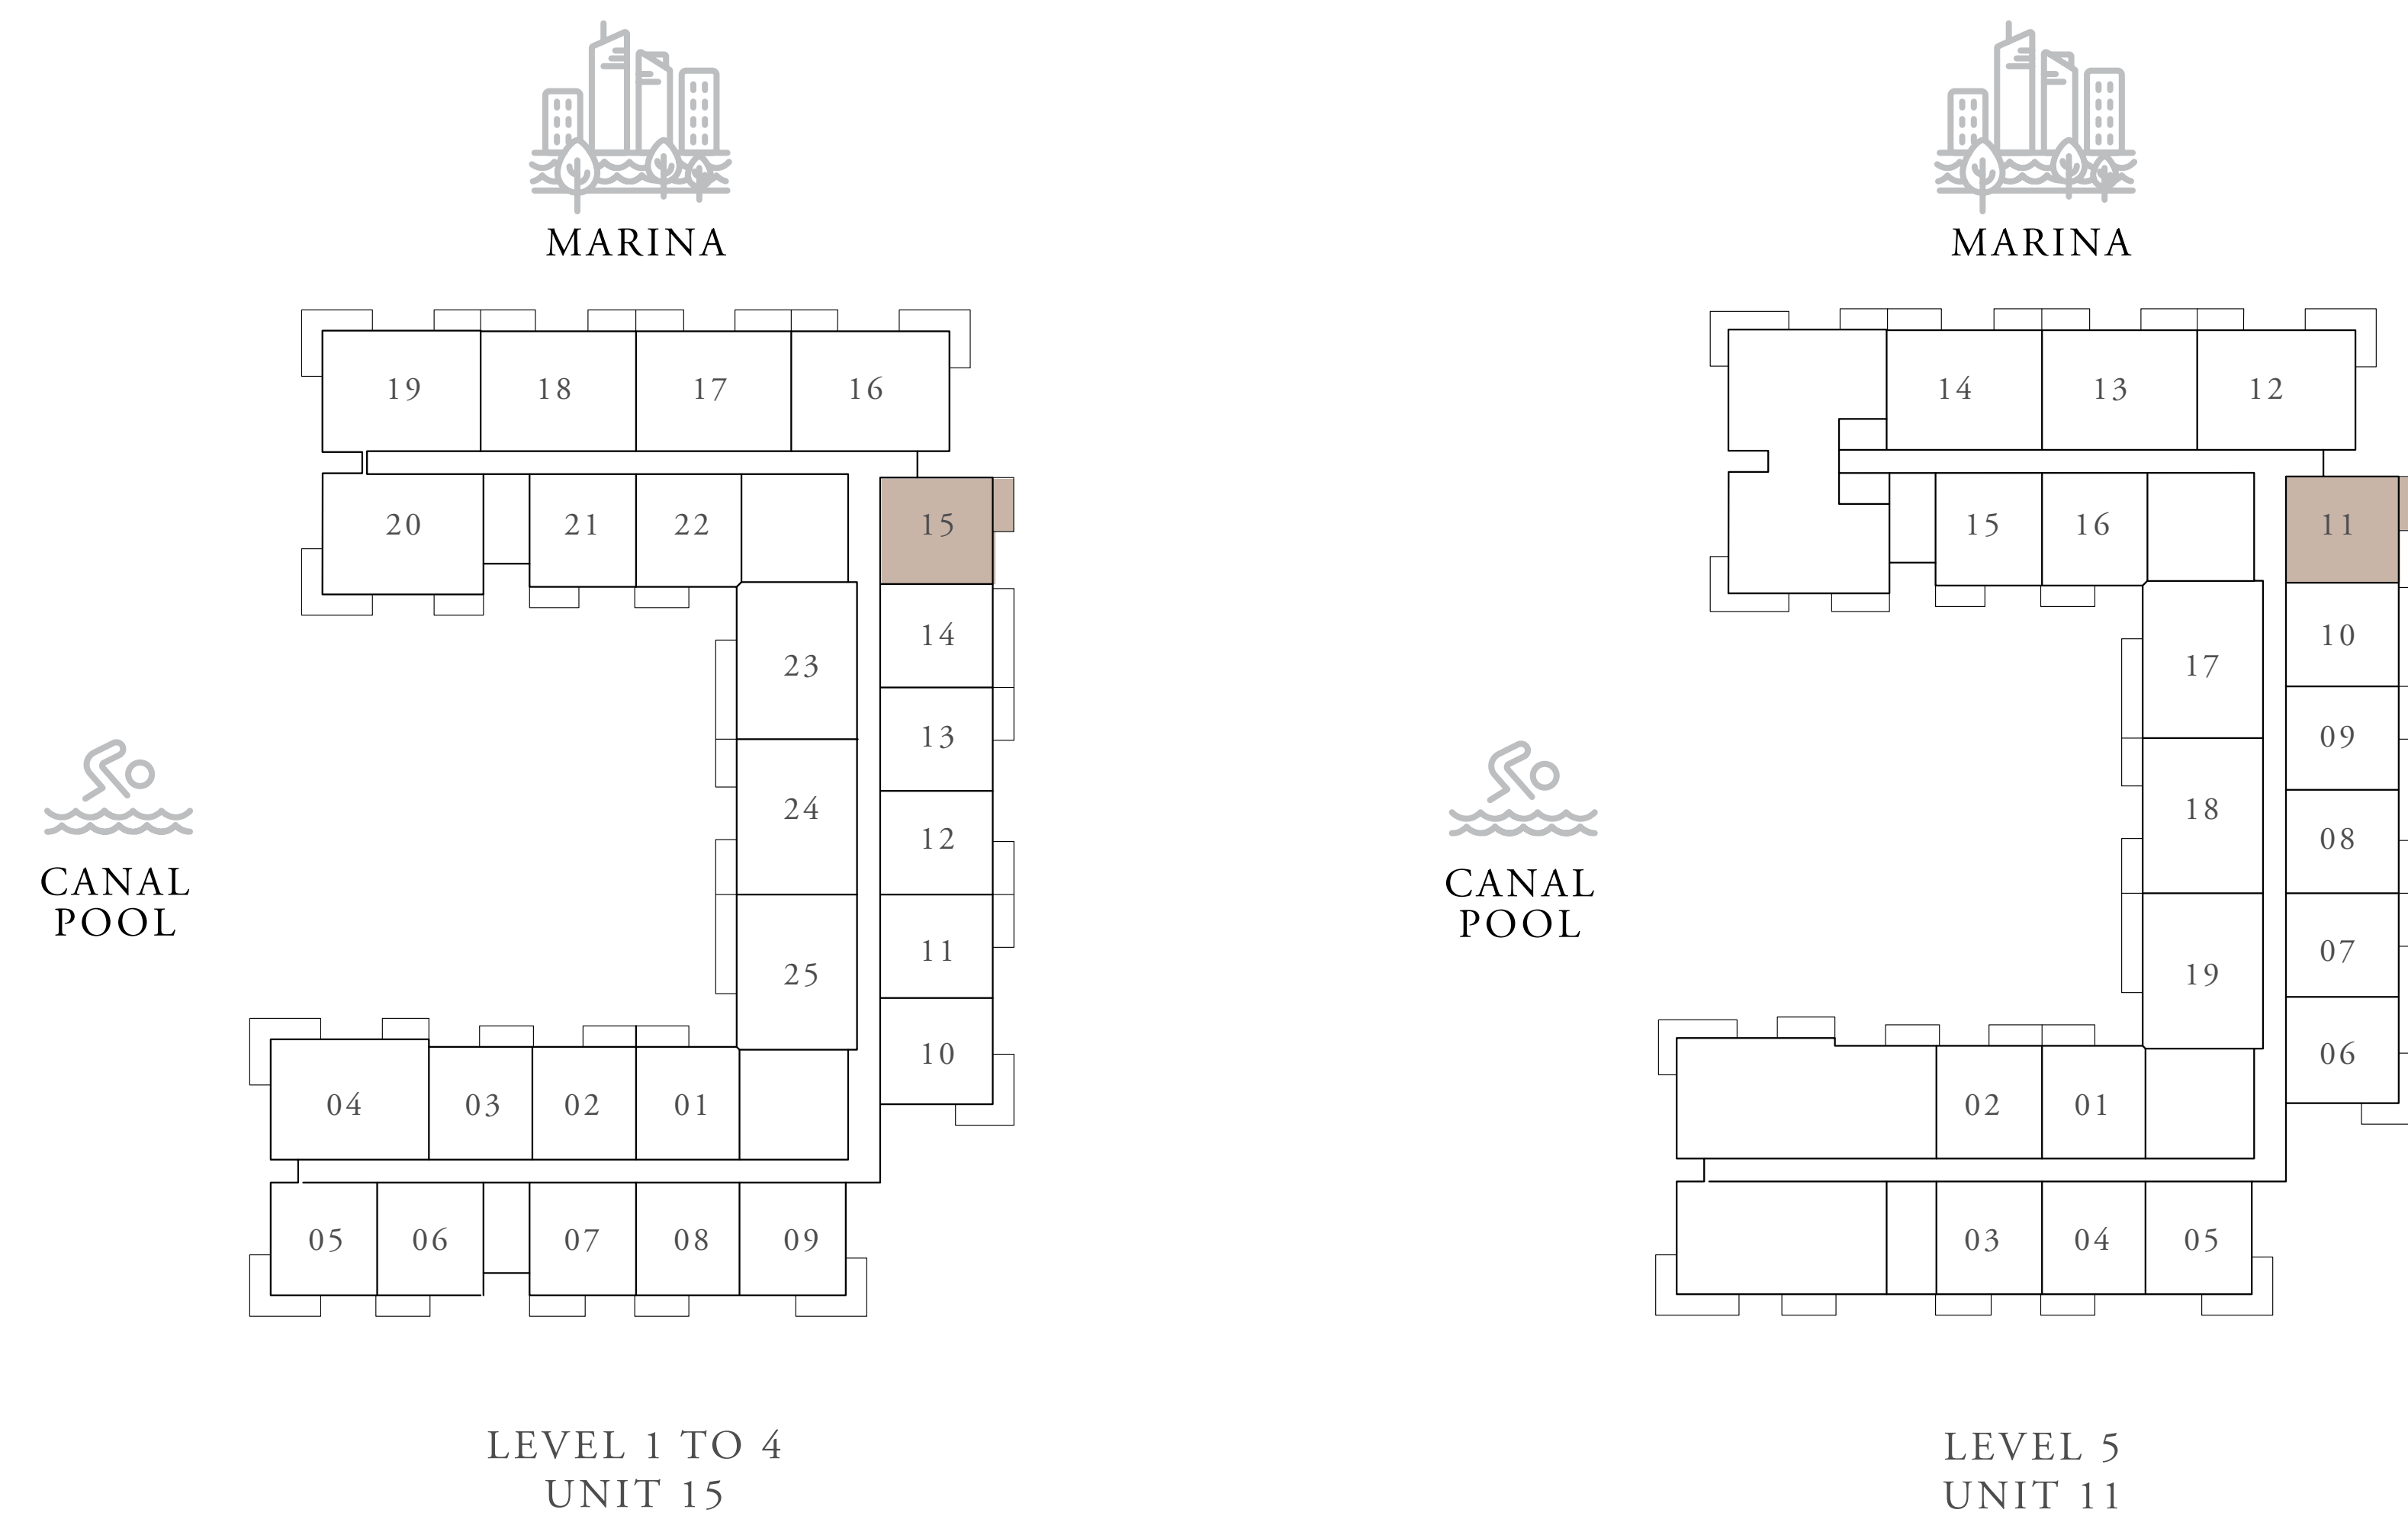 MARINA
19 18 17 16
20 21 22 15
14
23
13
24 12
11
25
10
04 03 02 01
05 06 07 08 09
CANAL
POOL
LEVEL 1 TO 4
UNIT 15
MARINA
14 13 12
15 16 11
10
17
09
18 08
07
19
06
02 01
03 04 05
CANAL
POOL
LEVEL 5
UNIT 11